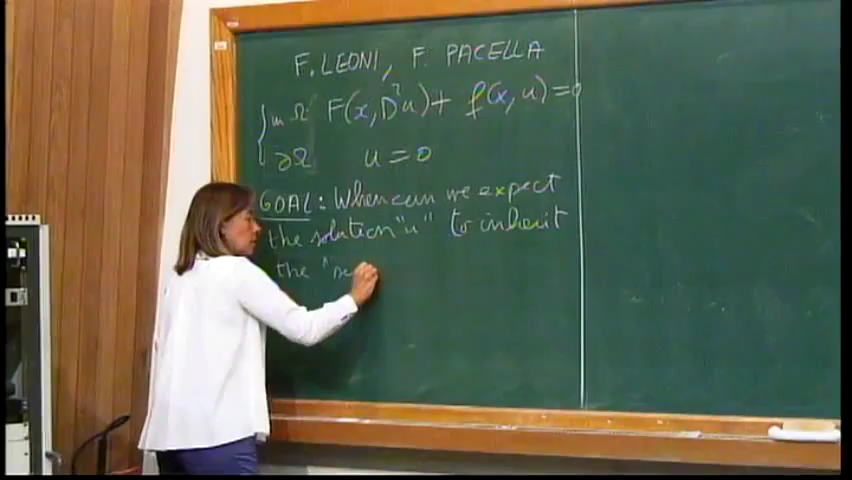 F. LEONI, F. PACELLA
in Ω F(x, D²u) + f(x, u) = 0
∂Ω u = 0
GOAL: When can we expect
the solution "u" to inherit
the "